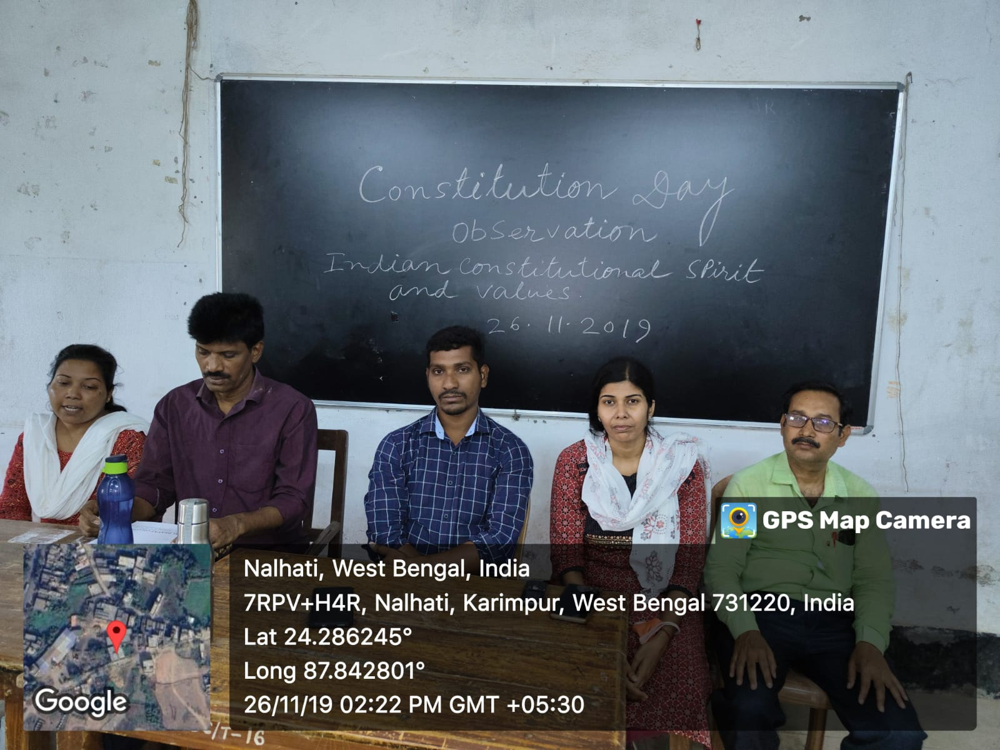 Constitution Day
Observation
Indian Constitutional Spirit
and values.
26.11.2019
GPS Map Camera
Nalhati, West Bengal, India
7RPV+H4R, Nalhati, Karimpur, West Bengal 731220, India
Lat 24.286245°
Long 87.842801°
26/11/19 02:22 PM GMT +05:30
Google
/T-16